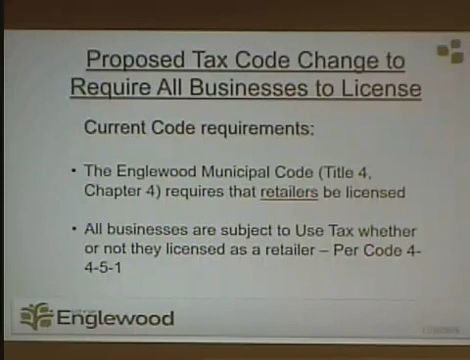 Proposed Tax Code Change to
Require All Businesses to License
Current Code requirements:
• The Englewood Municipal Code (Title 4,
Chapter 4) requires that retailers be licensed
• All businesses are subject to Use Tax whether
or not they licensed as a retailer – Per Code 4-
4-5-1
Englewood